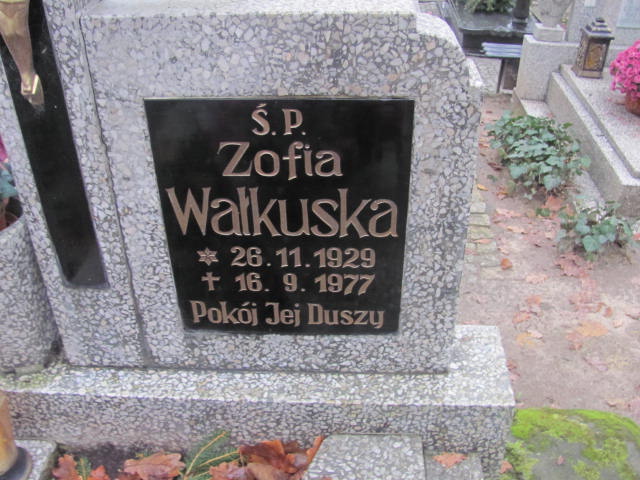 Ś.P.
Zofia
Wałkuska
* 26.11.1929
† 16.9.1977
Pokój Jej Duszy